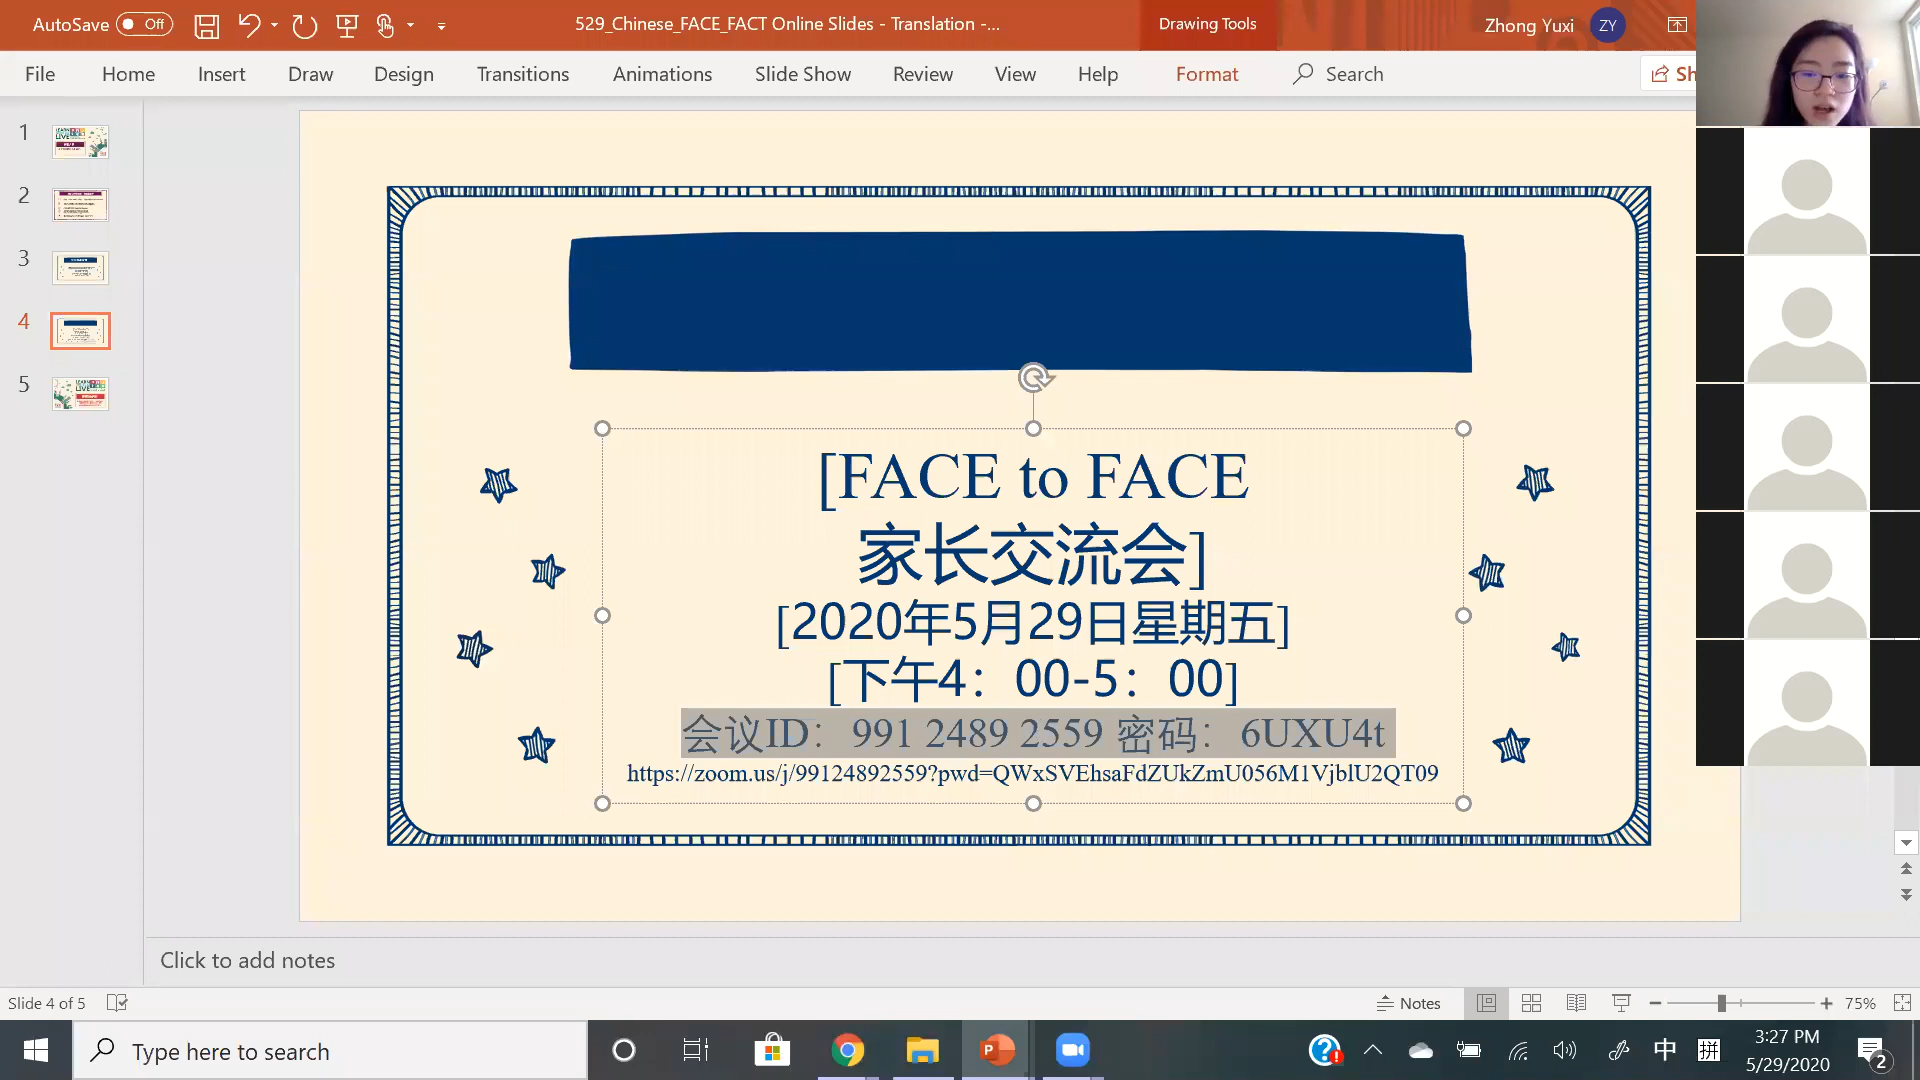 AutoSave Off
529_Chinese_FACE_FACT Online Slides - Translation -...
Drawing Tools
Zhong Yuxi ZY
File Home Insert Draw Design Transitions Animations Slide Show Review View Help Format Search Sh
1
2
3
4
5
[FACE to FACE
家长交流会]
[2020年5月29日星期五]
[下午4：00-5：00]
会议ID：991 2489 2559 密码：6UXU4t
https://zoom.us/j/99124892559?pwd=QWxSVEhsaFdZUkZmU056M1VjblU2QT09
Click to add notes
Slide 4 of 5
Notes
75%
Type here to search
中 拼
3:27 PM
5/29/2020
2